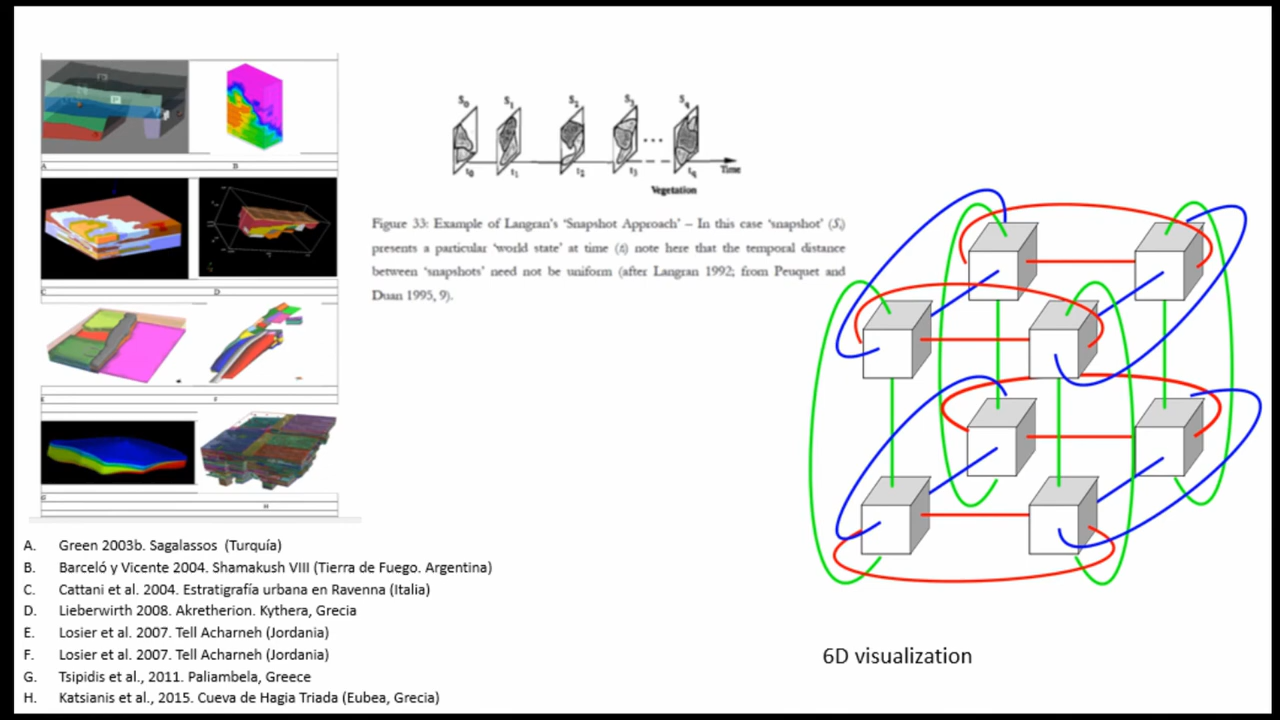 A
B
C
D
E
F
G
H
S₀ S₁ S₂ S₃ S₄
t₀ t₁ t₂ t₃ t₄ Time
Vegetation
Figure 33: Example of Langran's 'Snapshot Approach' – In this case 'snapshot' (Sᵢ)
presents a particular 'world state' at time (tᵢ) note here that the temporal distance
between 'snapshots' need not be uniform (after Langran 1992; from Peuquet and
Duan 1995, 9).
A. Green 2003b. Sagalassos (Turquía)
B. Barceló y Vicente 2004. Shamakush VIII (Tierra de Fuego. Argentina)
C. Cattani et al. 2004. Estratigrafía urbana en Ravenna (Italia)
D. Lieberwirth 2008. Akretherion. Kythera, Grecia
E. Losier et al. 2007. Tell Acharneh (Jordania)
F. Losier et al. 2007. Tell Acharneh (Jordania)
G. Tsipidis et al., 2011. Paliambela, Greece
H. Katsianis et al., 2015. Cueva de Hagia Triada (Eubea, Grecia)
6D visualization